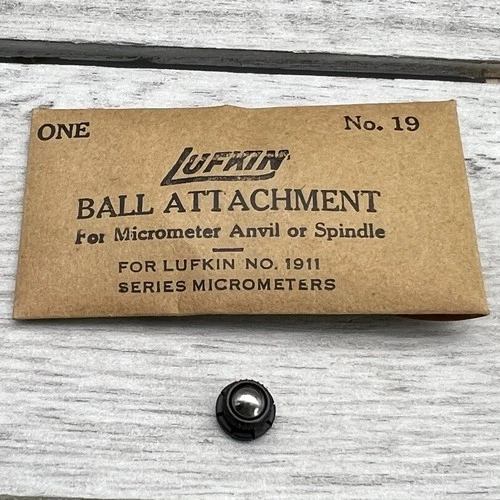 ONE No. 19
LUFKIN
BALL ATTACHMENT
For Micrometer Anvil or Spindle
FOR LUFKIN NO. 1911
SERIES MICROMETERS